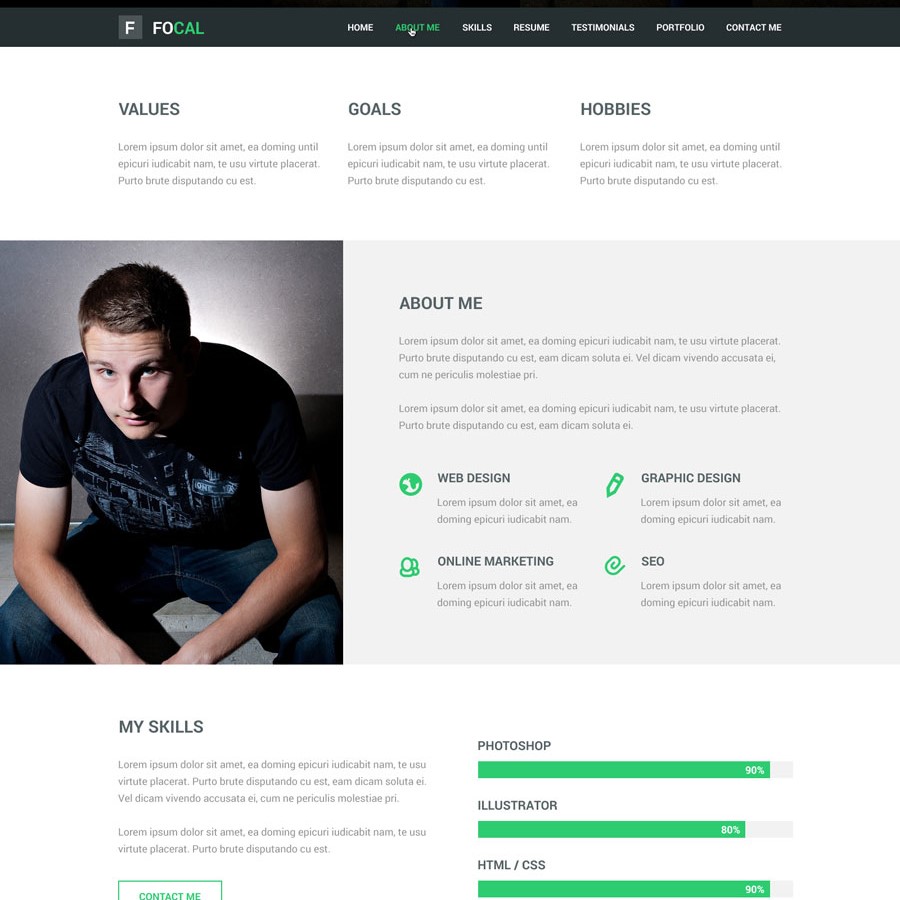 F FOCAL
HOME ABOUT ME SKILLS RESUME TESTIMONIALS PORTFOLIO CONTACT ME
VALUES
Lorem ipsum dolor sit amet, ea doming until
epicuri iudicabit nam, te usu virtute placerat.
Purto brute disputando cu est.
GOALS
Lorem ipsum dolor sit amet, ea doming until
epicuri iudicabit nam, te usu virtute placerat.
Purto brute disputando cu est.
HOBBIES
Lorem ipsum dolor sit amet, ea doming until
epicuri iudicabit nam, te usu virtute placerat.
Purto brute disputando cu est.
ABOUT ME
Lorem ipsum dolor sit amet, ea doming epicuri iudicabit nam, te usu virtute placerat.
Purto brute disputando cu est, eam dicam soluta ei. Vel dicam vivendo accusata ei,
cum ne periculis molestiae pri.
Lorem ipsum dolor sit amet, ea doming epicuri iudicabit nam, te usu virtute placerat.
Purto brute disputando cu est, eam dicam soluta ei.
WEB DESIGN
Lorem ipsum dolor sit amet, ea
doming epicuri iudicabit nam.
GRAPHIC DESIGN
Lorem ipsum dolor sit amet, ea
doming epicuri iudicabit nam.
ONLINE MARKETING
Lorem ipsum dolor sit amet, ea
doming epicuri iudicabit nam.
SEO
Lorem ipsum dolor sit amet, ea
doming epicuri iudicabit nam.
MY SKILLS
Lorem ipsum dolor sit amet, ea doming epicuri iudicabit nam, te usu
virtute placerat. Purto brute disputando cu est, eam dicam soluta ei.
Vel dicam vivendo accusata ei, cum ne periculis molestiae pri.
Lorem ipsum dolor sit amet, ea doming epicuri iudicabit nam, te usu
virtute placerat. Purto brute disputando cu est.
CONTACT ME
PHOTOSHOP
90%
ILLUSTRATOR
80%
HTML / CSS
90%